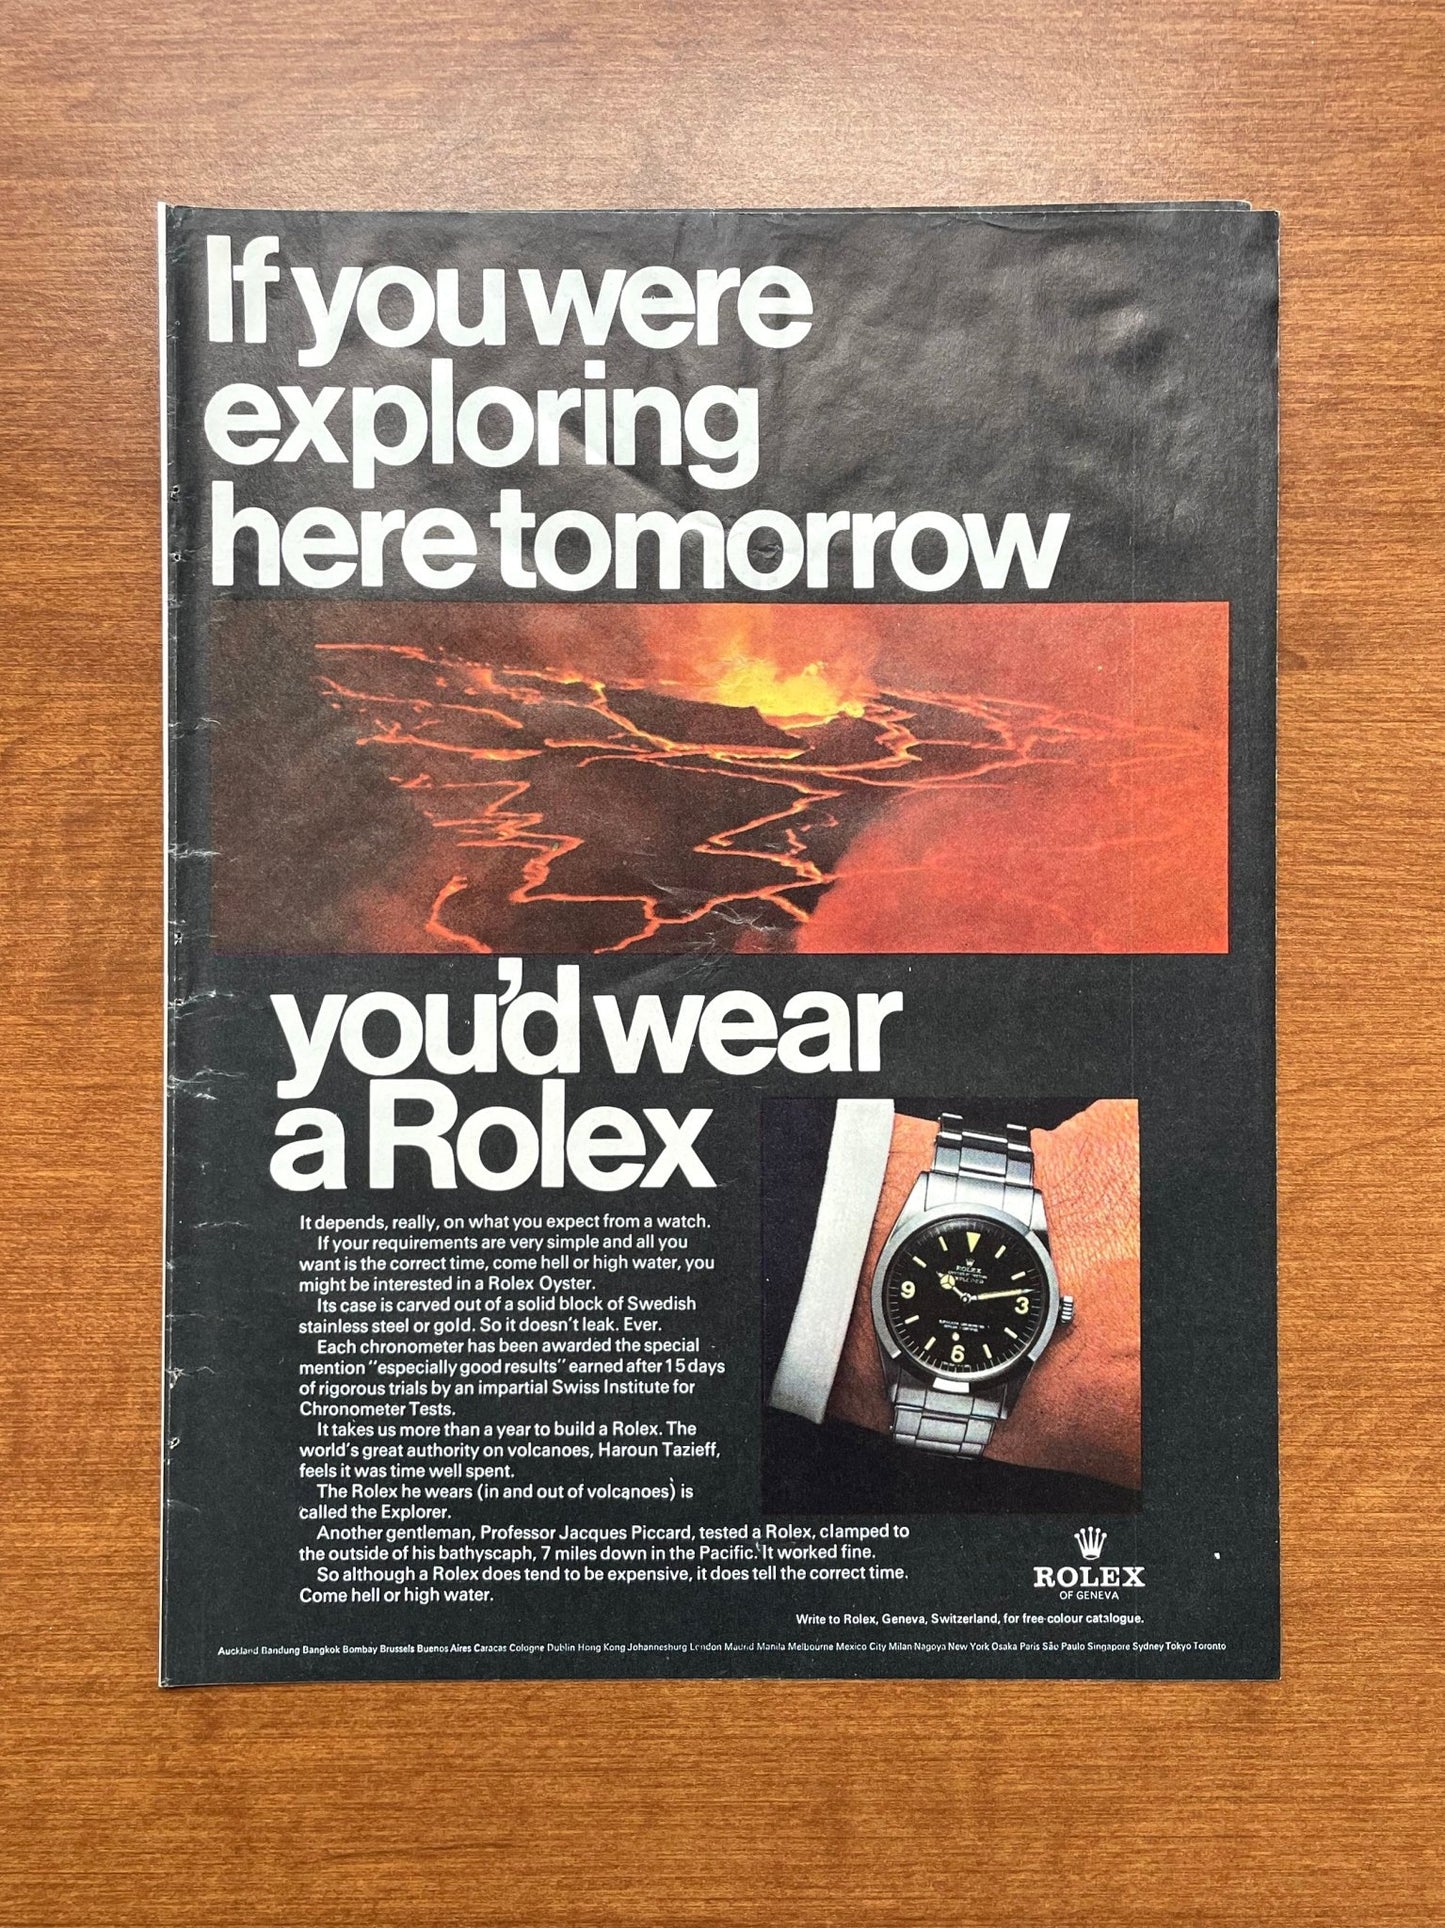 If you were
exploring
here tomorrow
you'd wear
a Rolex
It depends, really, on what you expect from a watch.
If your requirements are very simple and all you
want is the correct time, come hell or high water, you
might be interested in a Rolex Oyster.
Its case is carved out of a solid block of Swedish
stainless steel or gold. So it doesn't leak. Ever.
Each chronometer has been awarded the special
mention "especially good results" earned after 15 days
of rigorous trials by an impartial Swiss Institute for
Chronometer Tests.
It takes us more than a year to build a Rolex. The
world's great authority on volcanoes, Haroun Tazieff,
feels it was time well spent.
The Rolex he wears (in and out of volcanoes) is
called the Explorer.
Another gentleman, Professor Jacques Piccard, tested a Rolex, clamped to
the outside of his bathyscaph, 7 miles down in the Pacific. It worked fine.
So although a Rolex does tend to be expensive, it does tell the correct time.
Come hell or high water.
ROLEX
EXPLORER
9
3
6
ROLEX
OF GENEVA
Write to Rolex, Geneva, Switzerland, for free colour catalogue.
Auckland Bandung Bangkok Bombay Brussels Buenos Aires Caracas Cologne Dublin Hong Kong Johannesburg London Madrid Manila Melbourne Mexico City Milan Nagoya New York Osaka Paris São Paulo Singapore Sydney Tokyo Toronto